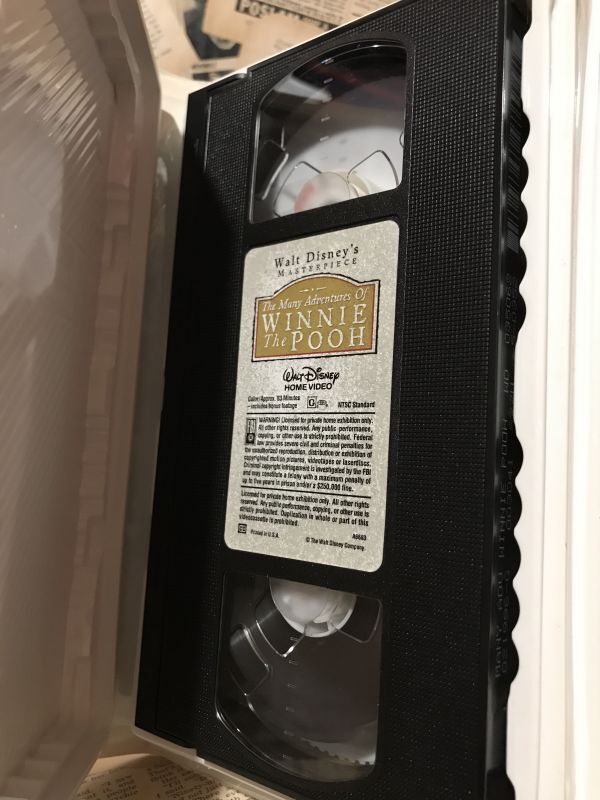 Walt Disney's
MASTERPIECE
The Many Adventures Of
WINNIE
The POOH
WALT DISNEY
HOME VIDEO
Color/Approx. 83 Minutes
includes bonus footage
G
NTSC Standard
WARNING! Licensed for private home exhibition only.
All other rights reserved. Any public performance,
copying, or other use is strictly prohibited. Federal
law provides severe civil and criminal penalties for
the unauthorized reproduction, distribution or exhibition of
copyrighted motion pictures, videotapes or laserdiscs.
Criminal copyright infringement is investigated by the FBI
and may constitute a felony with a maximum penalty of
up to five years in prison and/or a $250,000 fine.
Licensed for private home exhibition only. All other rights
reserved. Any public performance, copying, or other use is
strictly prohibited. Duplication in whole or part of this
videocassette is prohibited.
Printed in U.S.A.
A6683
© The Walt Disney Company.